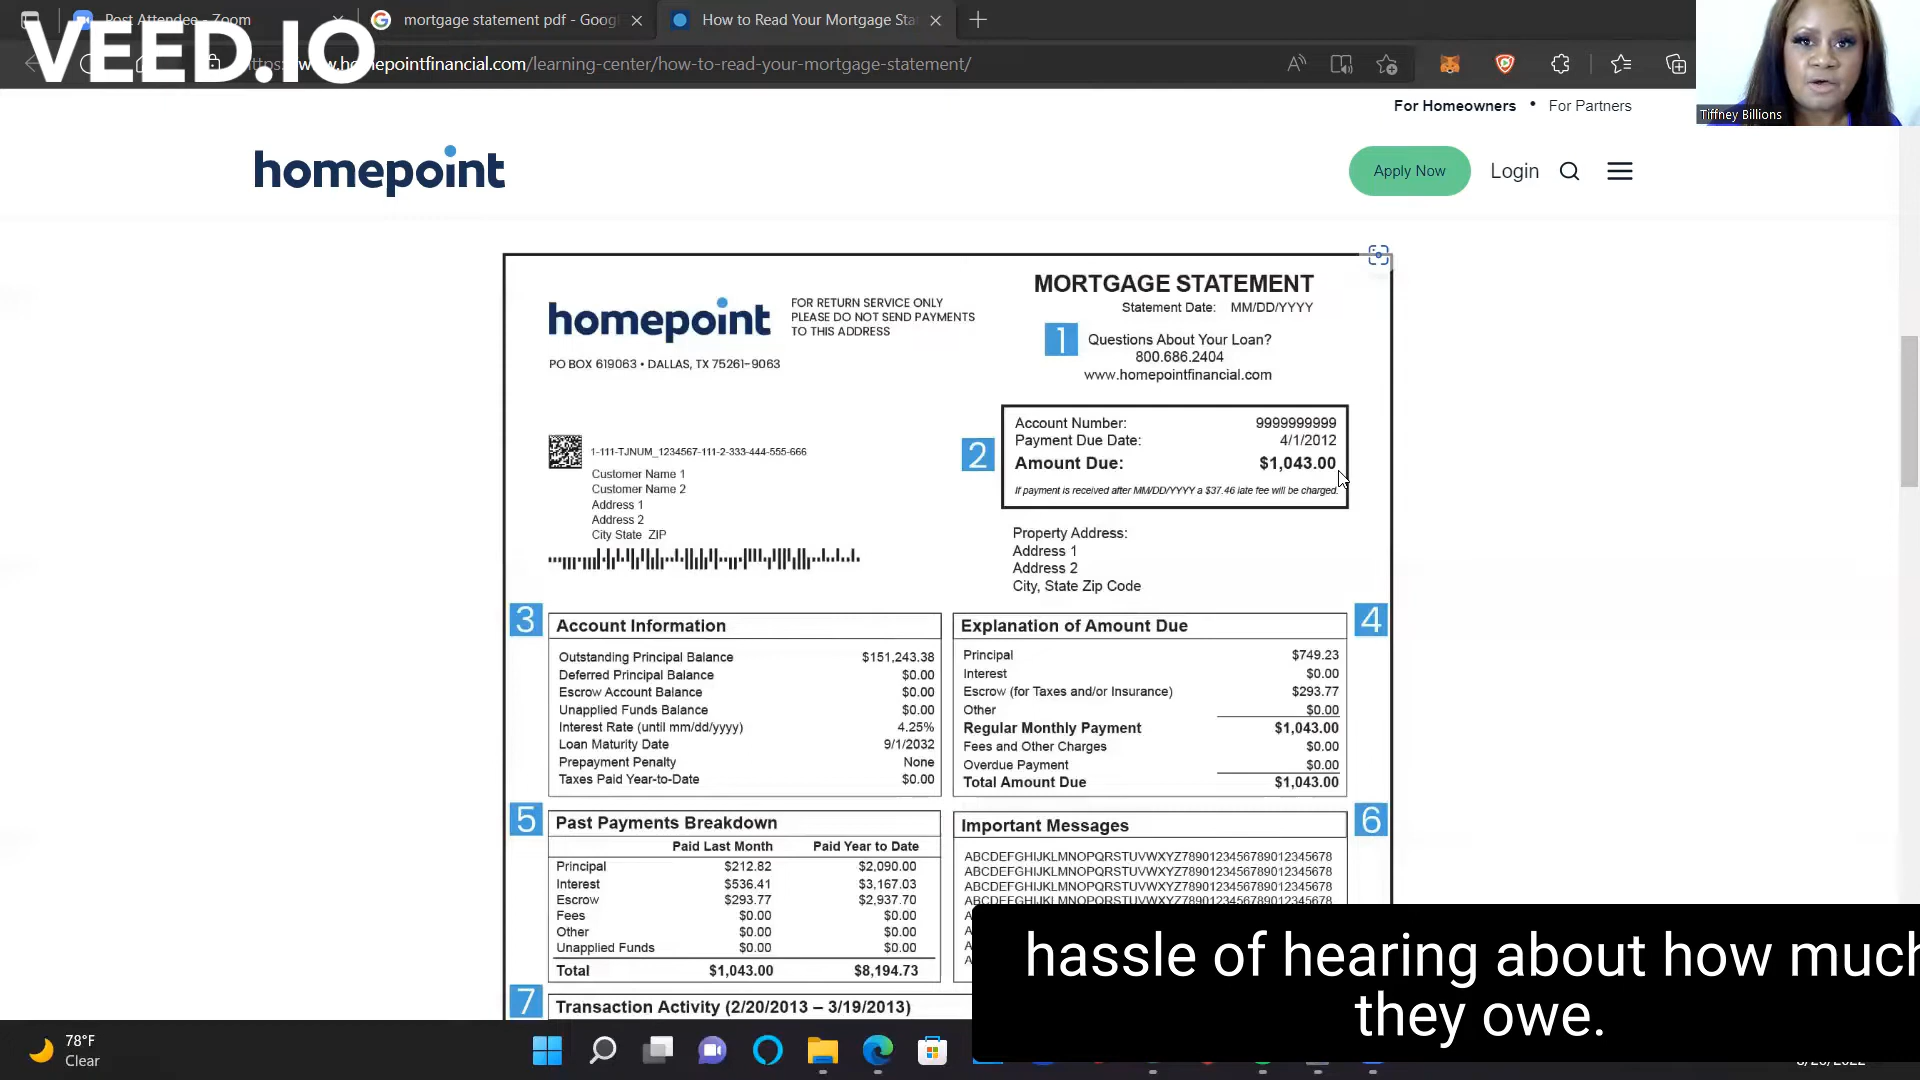 Post Attendee - Zoom
mortgage statement pdf - Goog
How to Read Your Mortgage Sta
VEED.IO
homepointfinancial.com/learning-center/how-to-read-your-mortgage-statement/
Tiffney Billions
For Homeowners • For Partners
homepoint
Apply Now
Login
MORTGAGE STATEMENT
Statement Date: MM/DD/YYYY
homepoint
FOR RETURN SERVICE ONLY
PLEASE DO NOT SEND PAYMENTS
TO THIS ADDRESS
PO BOX 619063 • DALLAS, TX 75261-9063
1
Questions About Your Loan?
800.686.2404
www.homepointfinancial.com
2
Account Number: 9999999999
Payment Due Date: 4/1/2012
Amount Due: $1,043.00
If payment is received after MM/DD/YYYY a $37.46 late fee will be charged.
1-111-TJNUM_1234567-111-2-333-444-555-666
Customer Name 1
Customer Name 2
Address 1
Address 2
City State ZIP
Property Address:
Address 1
Address 2
City, State Zip Code
3
Account Information
Outstanding Principal Balance $151,243.38
Deferred Principal Balance $0.00
Escrow Account Balance $0.00
Unapplied Funds Balance $0.00
Interest Rate (until mm/dd/yyyy) 4.25%
Loan Maturity Date 9/1/2032
Prepayment Penalty None
Taxes Paid Year-to-Date $0.00
4
Explanation of Amount Due
Principal $749.23
Interest $0.00
Escrow (for Taxes and/or Insurance) $293.77
Other $0.00
Regular Monthly Payment $1,043.00
Fees and Other Charges $0.00
Overdue Payment $0.00
Total Amount Due $1,043.00
5
Past Payments Breakdown
Paid Last Month Paid Year to Date
Principal $212.82 $2,090.00
Interest $536.41 $3,167.03
Escrow $293.77 $2,937.70
Fees $0.00 $0.00
Other $0.00 $0.00
Unapplied Funds $0.00 $0.00
Total $1,043.00 $8,194.73
6
Important Messages
ABCDEFGHIJKLMNOPQRSTUVWXYZ7890123456789012345678
ABCDEFGHIJKLMNOPQRSTUVWXYZ7890123456789012345678
ABCDEFGHIJKLMNOPQRSTUVWXYZ7890123456789012345678
7
Transaction Activity (2/20/2013 – 3/19/2013)
hassle of hearing about how much
they owe.
78°F
Clear